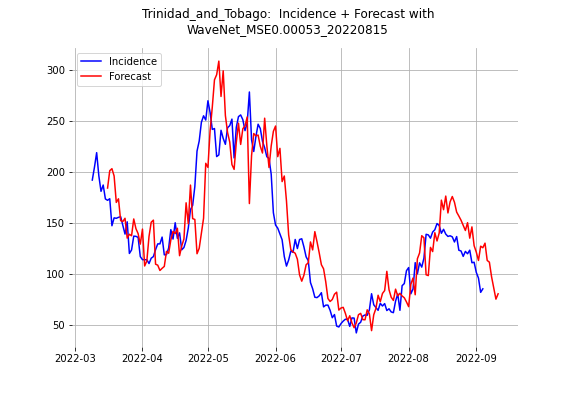 Trinidad_and_Tobago:  Incidence + Forecast with
WaveNet_MSE0.00053_20220815
Incidence
Forecast
300
250
200
150
100
50
2022-03 2022-04 2022-05 2022-06 2022-07 2022-08 2022-09